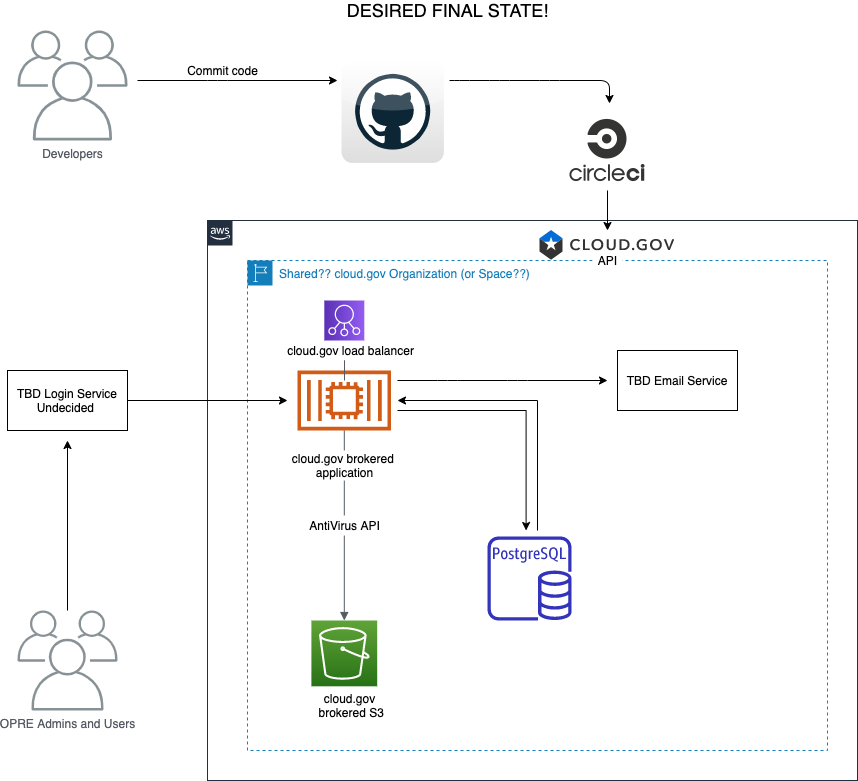 DESIRED FINAL STATE!
Commit code
Developers
circleci
aws
CLOUD.GOV
API
Shared?? cloud.gov Organization (or Space??)
cloud.gov load balancer
TBD Login Service
Undecided
TBD Email Service
cloud.gov brokered
application
AntiVirus API
PostgreSQL
cloud.gov
brokered S3
OPRE Admins and Users